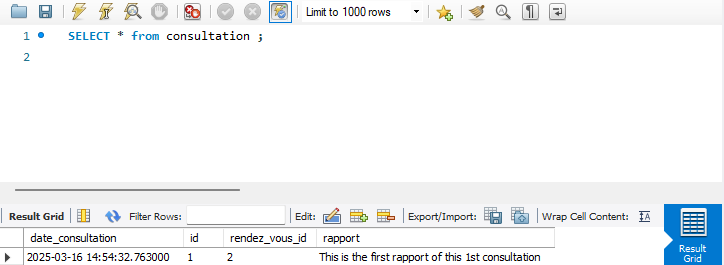 Limit to 1000 rows
1 SELECT * from consultation ;
2
Result Grid Filter Rows: Edit: Export/Import: Wrap Cell Content:
Result Grid
date_consultation id rendez_vous_id rapport
2025-03-16 14:54:32.763000 1 2 This is the first rapport of this 1st consultation